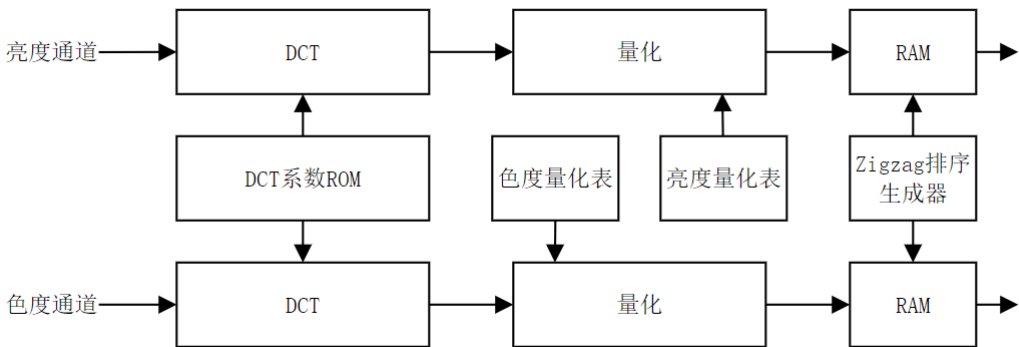 亮度通道
DCT
量化
RAM
DCT系数ROM
色度量化表
亮度量化表
Zigzag排序
生成器
色度通道
DCT
量化
RAM